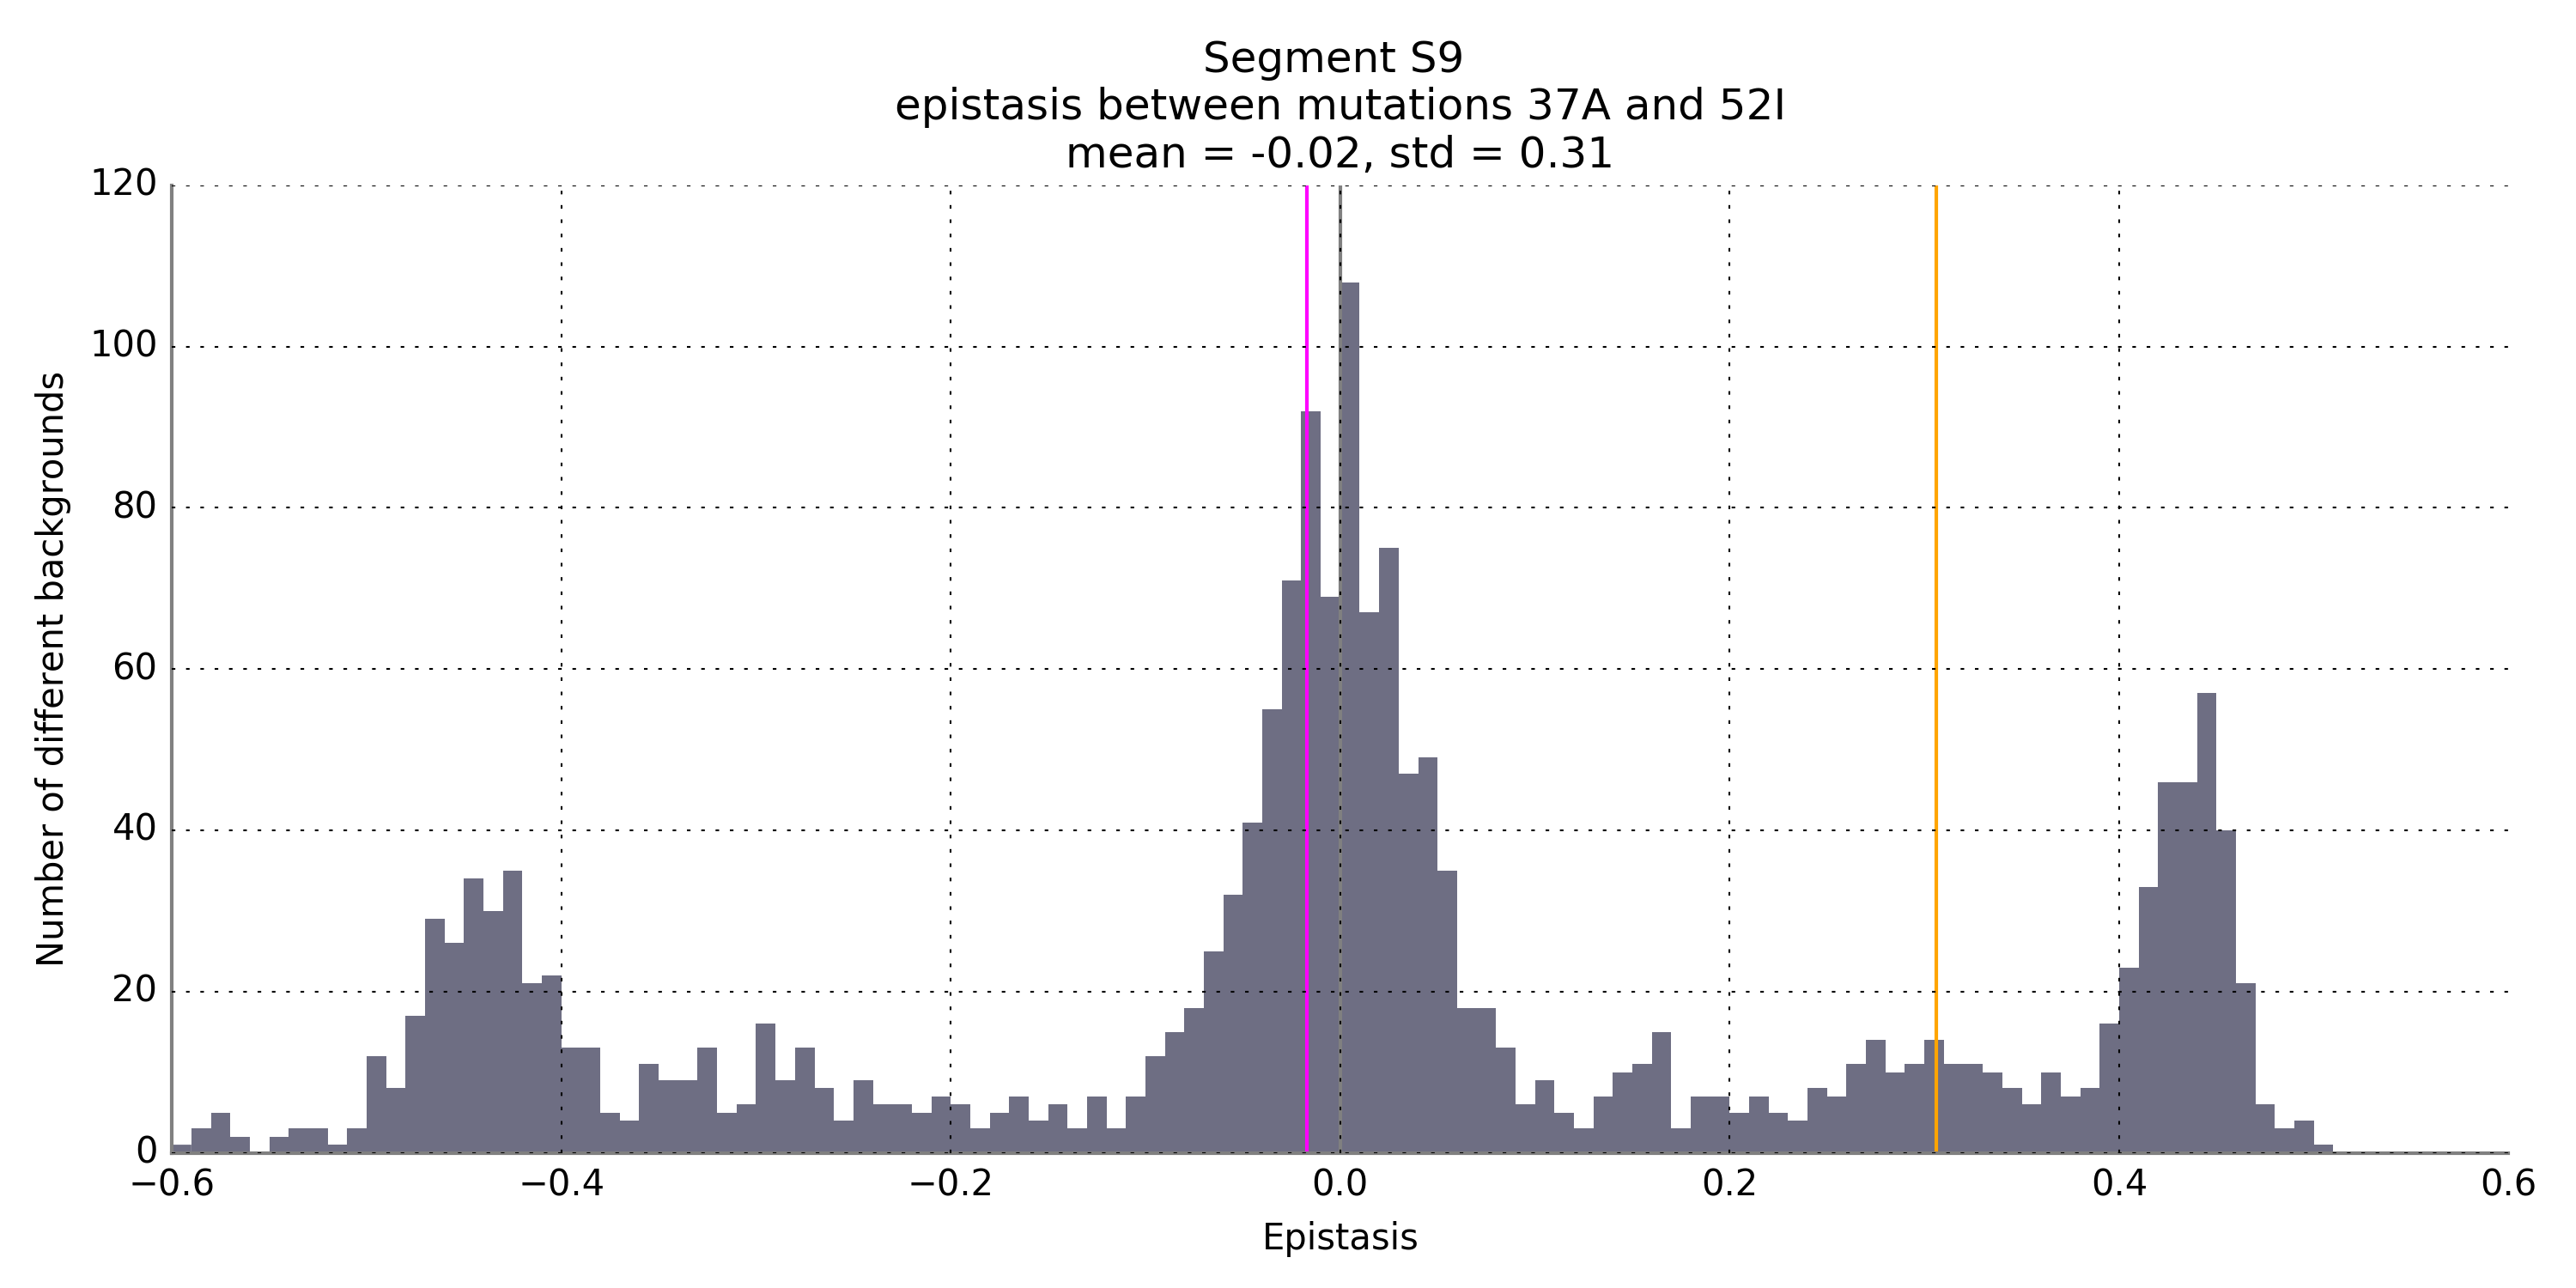 Segment S9
epistasis between mutations 37A and 52I
mean = -0.02, std = 0.31
Number of different backgrounds
120
100
80
60
40
20
0
−0.6 −0.4 −0.2 0.0 0.2 0.4 0.6
Epistasis